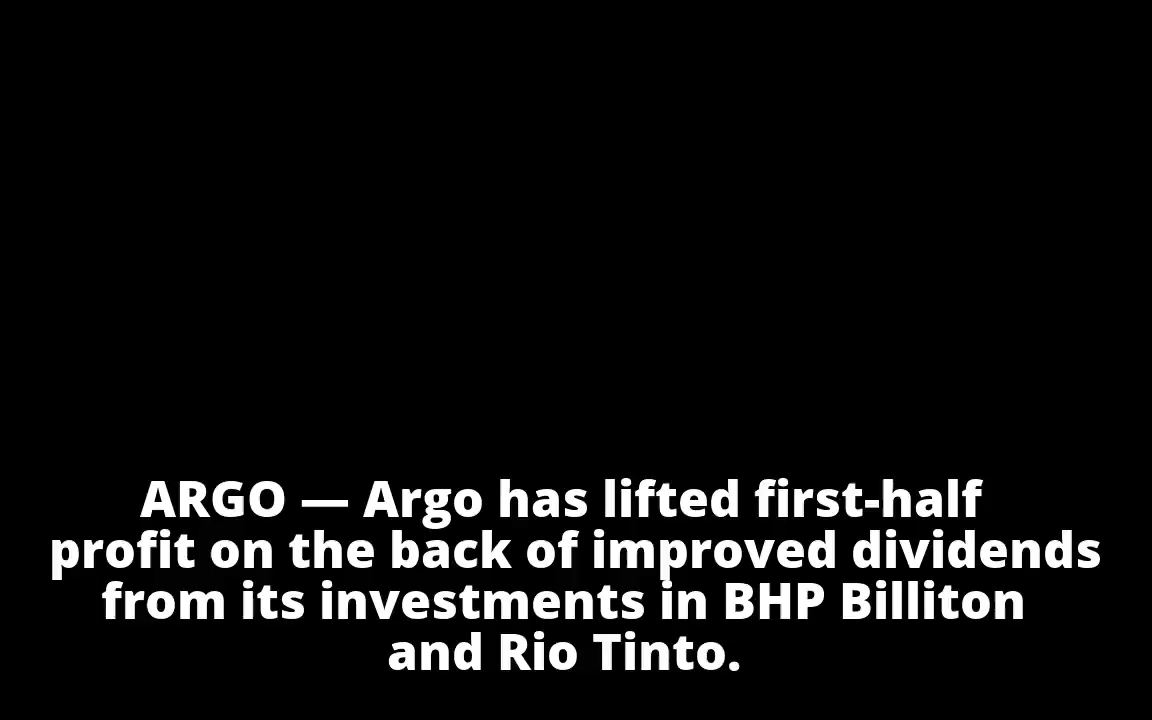 ARGO — Argo has lifted first-half
profit on the back of improved dividends
from its investments in BHP Billiton
and Rio Tinto.